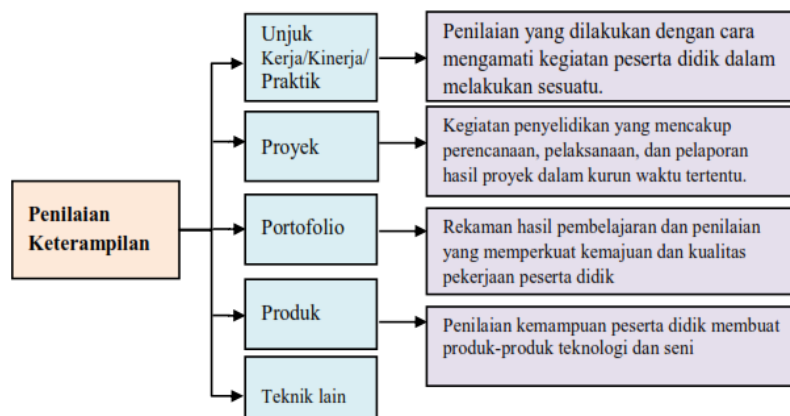 Penilaian
Keterampilan
Unjuk
Kerja/Kinerja/
Praktik
Penilaian yang dilakukan dengan cara
mengamati kegiatan peserta didik dalam
melakukan sesuatu.
Proyek
Kegiatan penyelidikan yang mencakup
perencanaan, pelaksanaan, dan pelaporan
hasil proyek dalam kurun waktu tertentu.
Portofolio
Rekaman hasil pembelajaran dan penilaian
yang memperkuat kemajuan dan kualitas
pekerjaan peserta didik
Produk
Penilaian kemampuan peserta didik membuat
produk-produk teknologi dan seni
Teknik lain